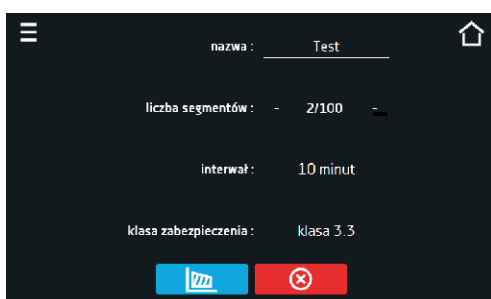 nazwa : Test
liczba segmentów : - 2/100 -
interwał : 10 minut
klasa zabezpieczenia : klasa 3.3